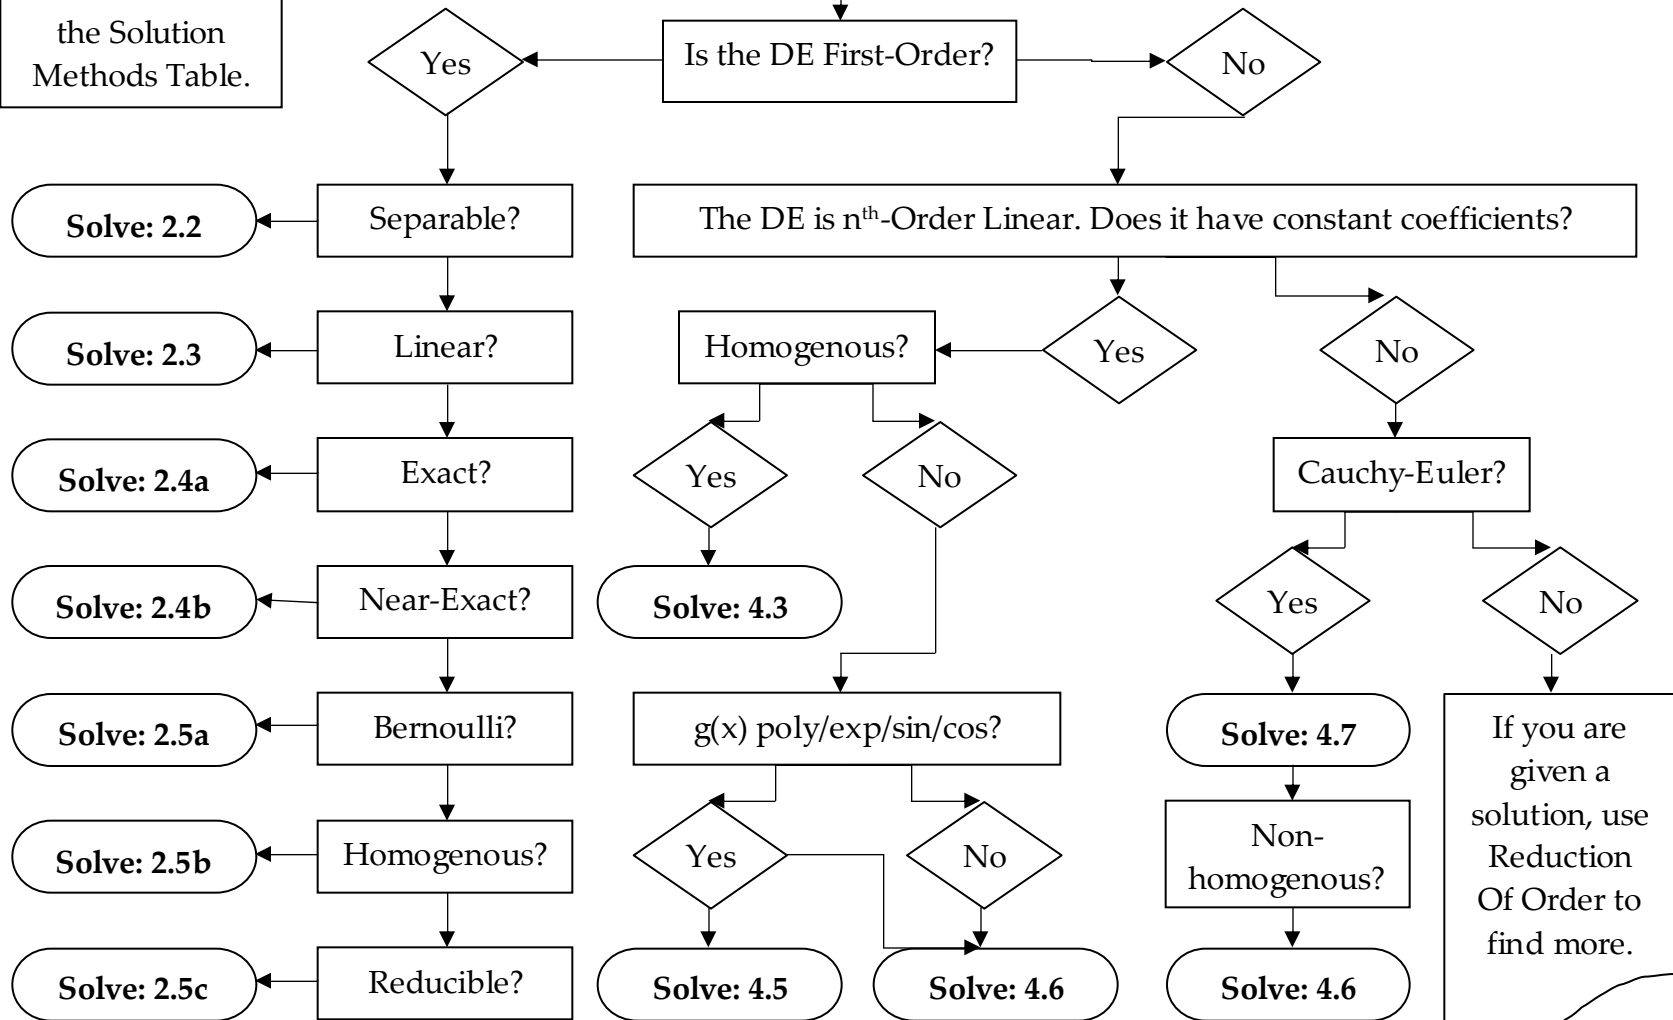 the Solution
Methods Table.
Yes
Is the DE First-Order?
No
Solve: 2.2
Separable?
The DE is nth-Order Linear. Does it have constant coefficients?
Solve: 2.3
Linear?
Homogenous?
Yes
No
Solve: 2.4a
Exact?
Yes
No
Cauchy-Euler?
Solve: 2.4b
Near-Exact?
Solve: 4.3
Yes
No
Solve: 2.5a
Bernoulli?
g(x) poly/exp/sin/cos?
Solve: 4.7
If you are
given a
solution, use
Reduction
Of Order to
find more.
Solve: 2.5b
Homogenous?
Yes
No
Non-
homogenous?
Solve: 2.5c
Reducible?
Solve: 4.5
Solve: 4.6
Solve: 4.6